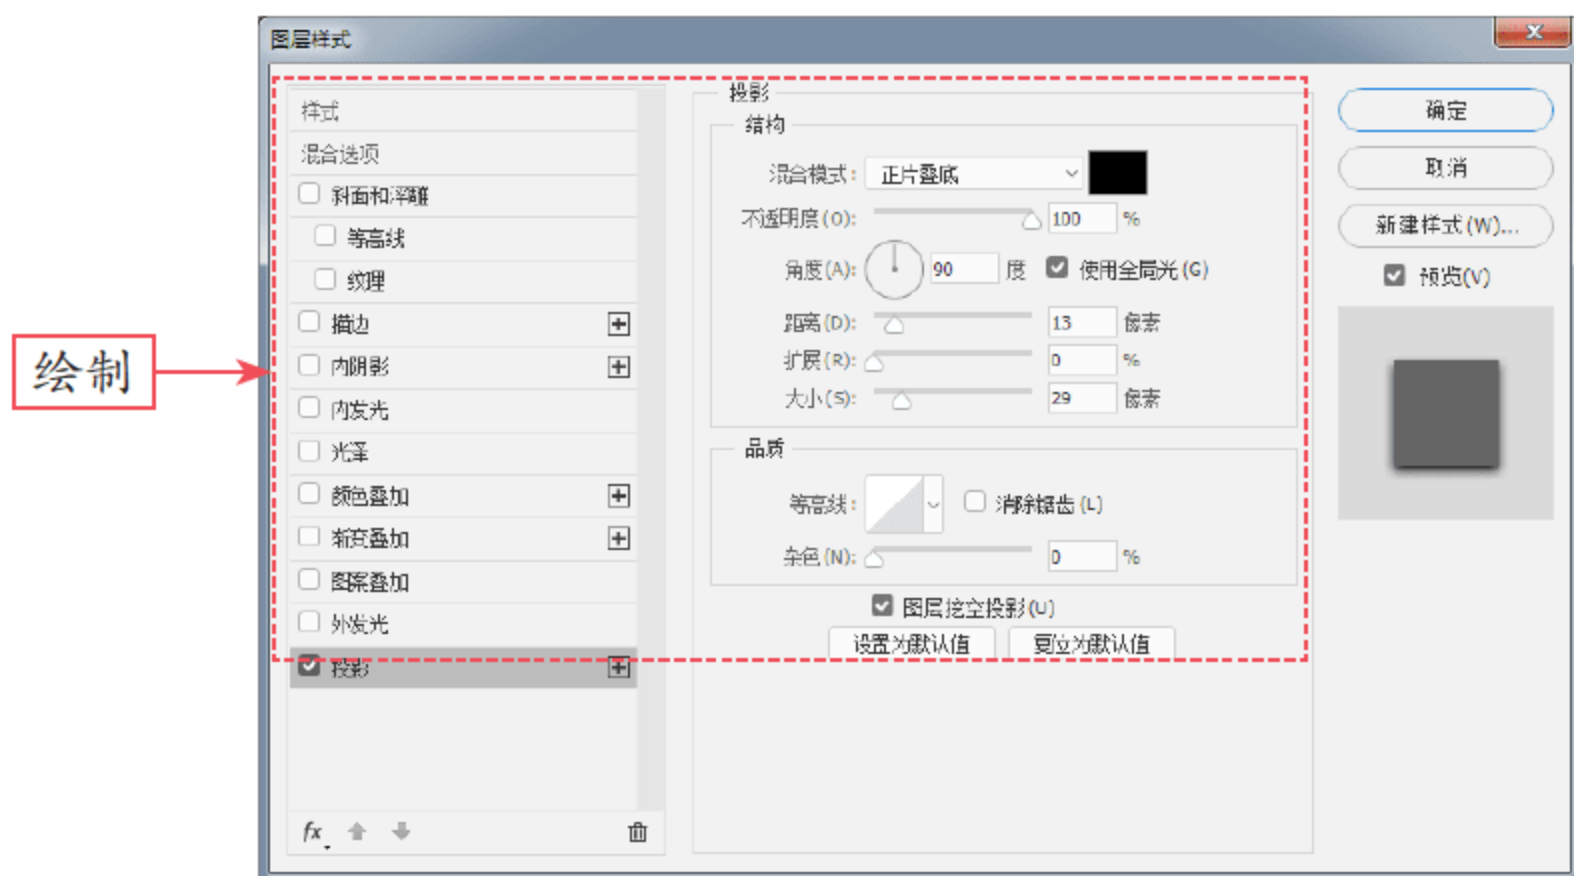 图层样式
绘制
样式
混合选项
斜面和浮雕
等高线
纹理
描边
内阴影
内发光
光泽
颜色叠加
渐变叠加
图案叠加
外发光
投影
fx
投影
结构
混合模式: 正片叠底
不透明度(O): 100 %
角度(A): 90 度 使用全局光(G)
距离(D): 13 像素
扩展(R): 0 %
大小(S): 29 像素
品质
等高线: 消除锯齿(L)
杂色(N): 0 %
图层挖空投影(U)
设置为默认值 复位为默认值
确定
取消
新建样式(W)...
预览(V)